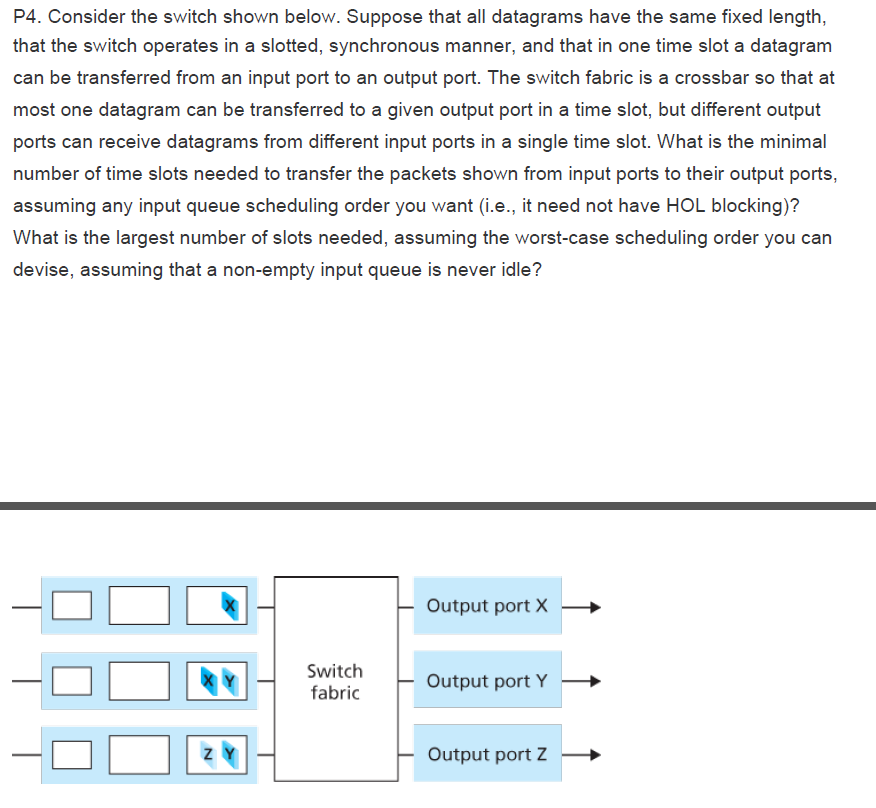 P4. Consider the switch shown below. Suppose that all datagrams have the same fixed length,
that the switch operates in a slotted, synchronous manner, and that in one time slot a datagram
can be transferred from an input port to an output port. The switch fabric is a crossbar so that at
most one datagram can be transferred to a given output port in a time slot, but different output
ports can receive datagrams from different input ports in a single time slot. What is the minimal
number of time slots needed to transfer the packets shown from input ports to their output ports,
assuming any input queue scheduling order you want (i.e., it need not have HOL blocking)?
What is the largest number of slots needed, assuming the worst-case scheduling order you can
devise, assuming that a non-empty input queue is never idle?
X
Output port X
X Y
Switch
fabric
Output port Y
Z Y
Output port Z